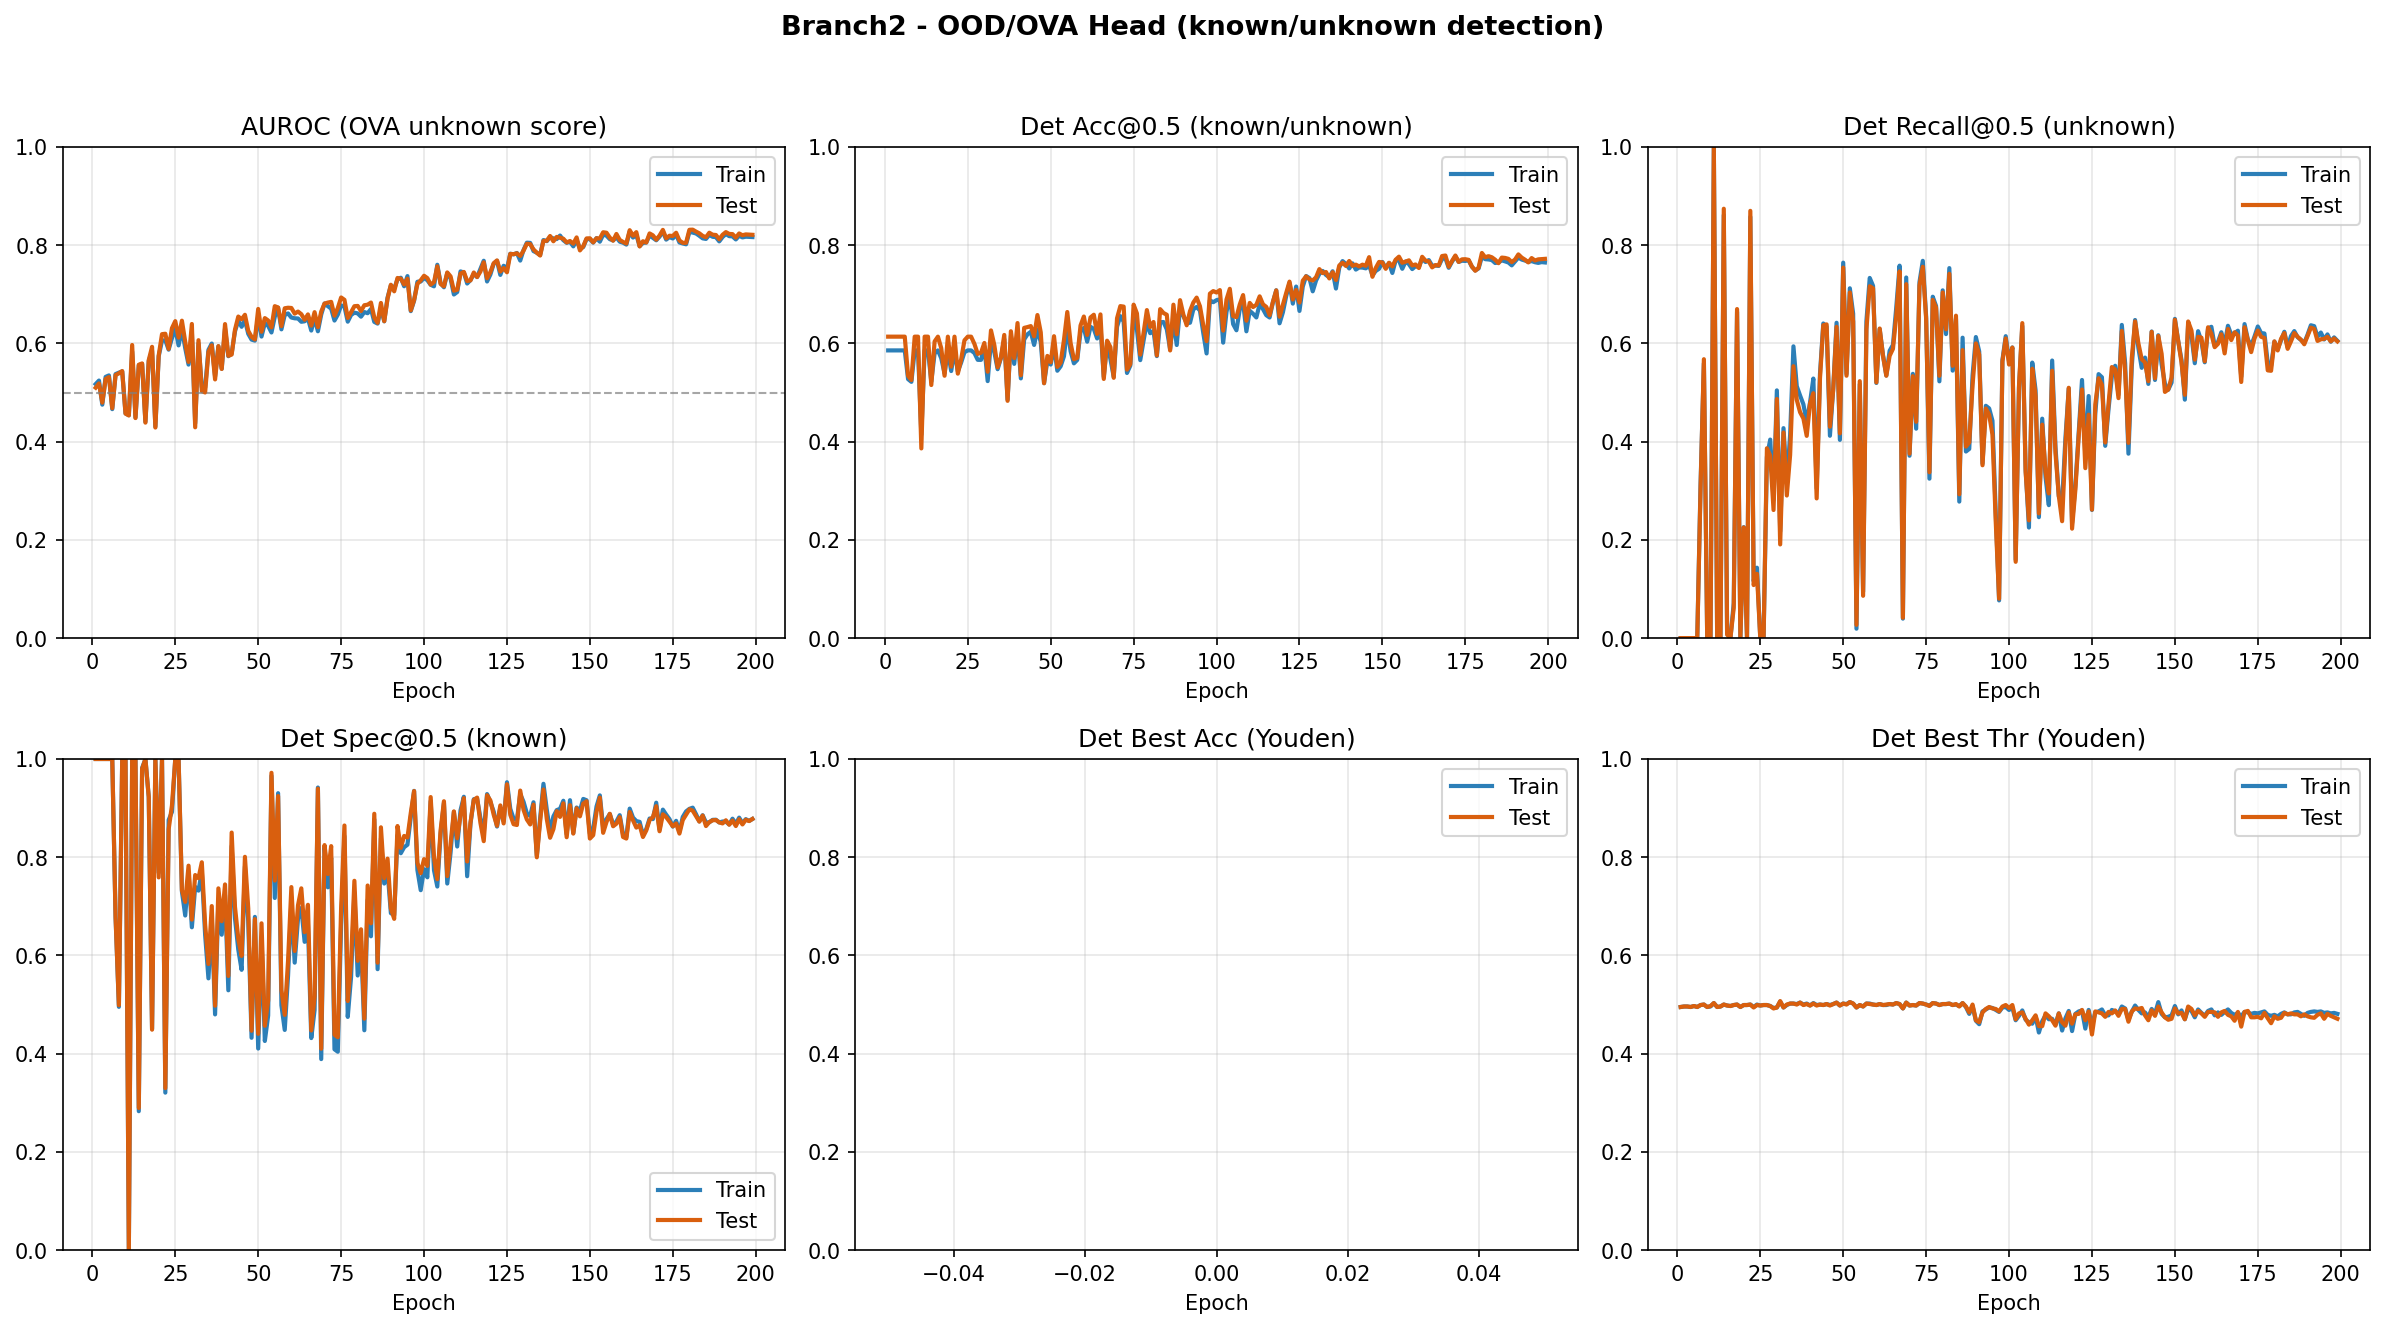 Branch2 - OOD/OVA Head (known/unknown detection)
AUROC (OVA unknown score)
1.0
0.8
0.6
0.4
0.2
0.0
Train
Test
0 25 50 75 100 125 150 175 200
Epoch
Det Acc@0.5 (known/unknown)
1.0
0.8
0.6
0.4
0.2
0.0
Train
Test
0 25 50 75 100 125 150 175 200
Epoch
Det Recall@0.5 (unknown)
1.0
0.8
0.6
0.4
0.2
0.0
Train
Test
0 25 50 75 100 125 150 175 200
Epoch
Det Spec@0.5 (known)
1.0
0.8
0.6
0.4
0.2
0.0
Train
Test
0 25 50 75 100 125 150 175 200
Epoch
Det Best Acc (Youden)
1.0
0.8
0.6
0.4
0.2
0.0
Train
Test
−0.04 −0.02 0.00 0.02 0.04
Epoch
Det Best Thr (Youden)
1.0
0.8
0.6
0.4
0.2
0.0
Train
Test
0 25 50 75 100 125 150 175 200
Epoch